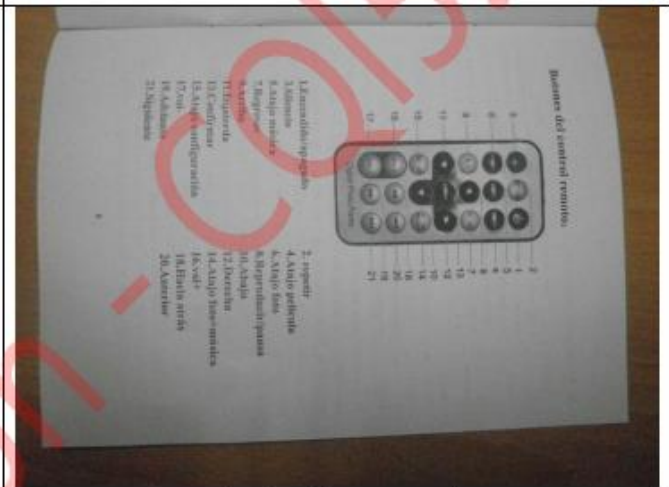 Botones del control remoto:
1.Encendido/apagado
2. repetir
3.Silencio
4.Atajo película
5.Atajo música
6.Atajo foto
7.Regresar
8.Reproducir/pausa
9.Arriba
10.Abajo
11.Izquierda
12.Derecha
13.Confirmar
14.Atajo foto+música
15.Atajo configuración
16.vol+
17.vol-
18.Hacia atrás
19.Adelante
20.Anterior
21.Siguiente